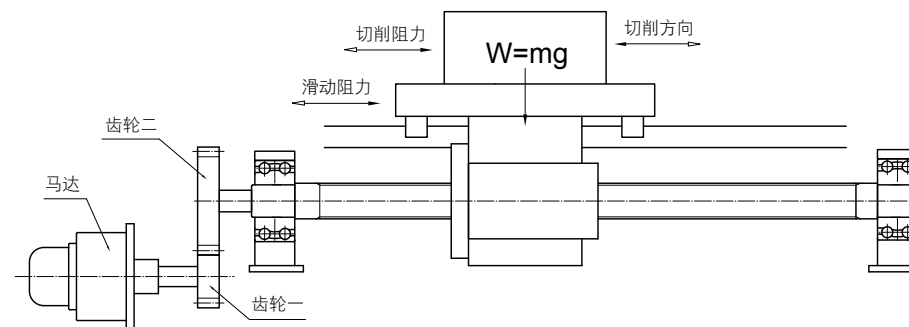 切削阻力
切削方向
W=mg
滑动阻力
齿轮二
马达
齿轮一